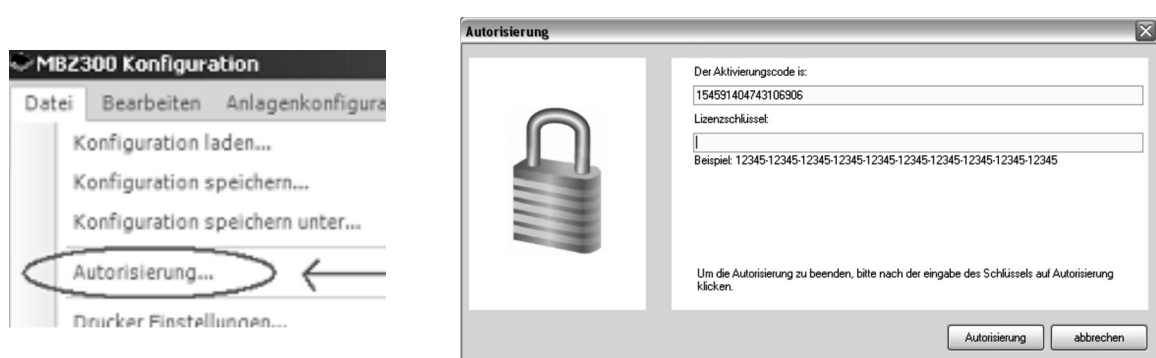 MBZ300 Konfiguration
Datei Bearbeiten Anlagenkonfigura
Konfiguration laden...
Konfiguration speichern...
Konfiguration speichern unter...
Autorisierung...
Drucker Einstellungen...
Autorisierung
Der Aktivierungscode is:
154591404743106906
Lizenzschlüssel:
Beispiel: 12345-12345-12345-12345-12345-12345-12345-12345-12345-12345
Um die Autorisierung zu beenden, bitte nach der eingabe des Schlüssels auf Autorisierung
klicken.
Autorisierung abbrechen